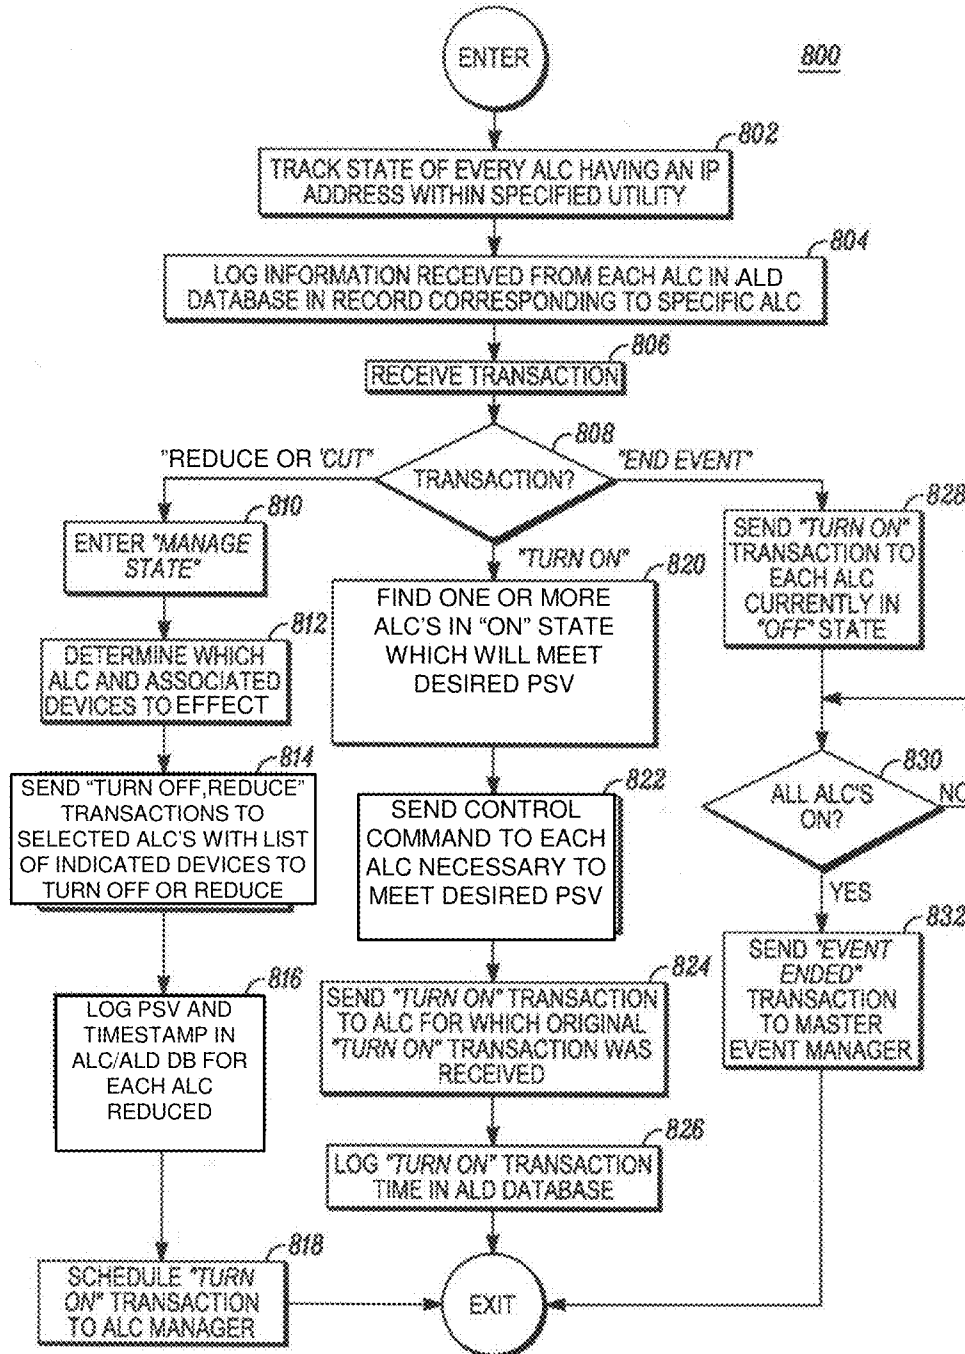 ENTER
800
802
TRACK STATE OF EVERY ALC HAVING AN IP
ADDRESS WITHIN SPECIFIED UTILITY
804
LOG INFORMATION RECEIVED FROM EACH ALC IN ALD
DATABASE IN RECORD CORRESPONDING TO SPECIFIC ALC
806
RECEIVE TRANSACTION
808
TRANSACTION?
"REDUCE OR 'CUT"
810
ENTER "MANAGE
STATE"
812
DETERMINE WHICH
ALC AND ASSOCIATED
DEVICES TO EFFECT
814
SEND "TURN OFF,REDUCE"
TRANSACTIONS TO
SELECTED ALC'S WITH LIST
OF INDICATED DEVICES TO
TURN OFF OR REDUCE
816
LOG PSV AND
TIMESTAMP IN
ALC/ALD DB FOR
EACH ALC
REDUCED
818
SCHEDULE "TURN
ON" TRANSACTION
TO ALC MANAGER
"TURN ON"
820
FIND ONE OR MORE
ALC'S IN "ON" STATE
WHICH WILL MEET
DESIRED PSV
822
SEND CONTROL
COMMAND TO EACH
ALC NECESSARY TO
MEET DESIRED PSV
824
SEND "TURN ON" TRANSACTION
TO ALC FOR WHICH ORIGINAL
"TURN ON" TRANSACTION WAS
RECEIVED
826
LOG "TURN ON" TRANSACTION
TIME IN ALD DATABASE
EXIT
"END EVENT"
828
SEND "TURN ON"
TRANSACTION TO
EACH ALC
CURRENTLY IN
"OFF" STATE
830
ALL ALC'S
ON?
NO
YES
832
SEND "EVENT
ENDED"
TRANSACTION
TO MASTER
EVENT MANAGER